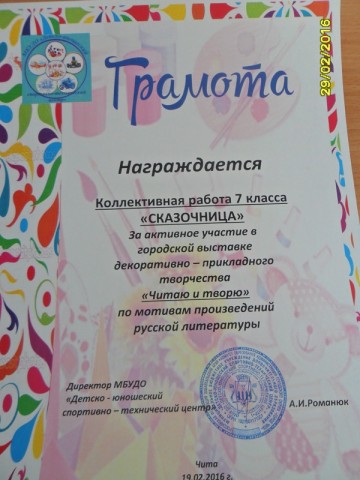 Грамота
29/02/2016
Награждается
Коллективная работа 7 класса
«СКАЗОЧНИЦА»
За активное участие в
городской выставке
декоративно – прикладного
творчества
«Читаю и творю»
по мотивам произведений
русской литературы
Директор МБУДО
«Детско - юношеский
спортивно – технический центр»
А.И.Романюк
Чита
19.02.2016 г.